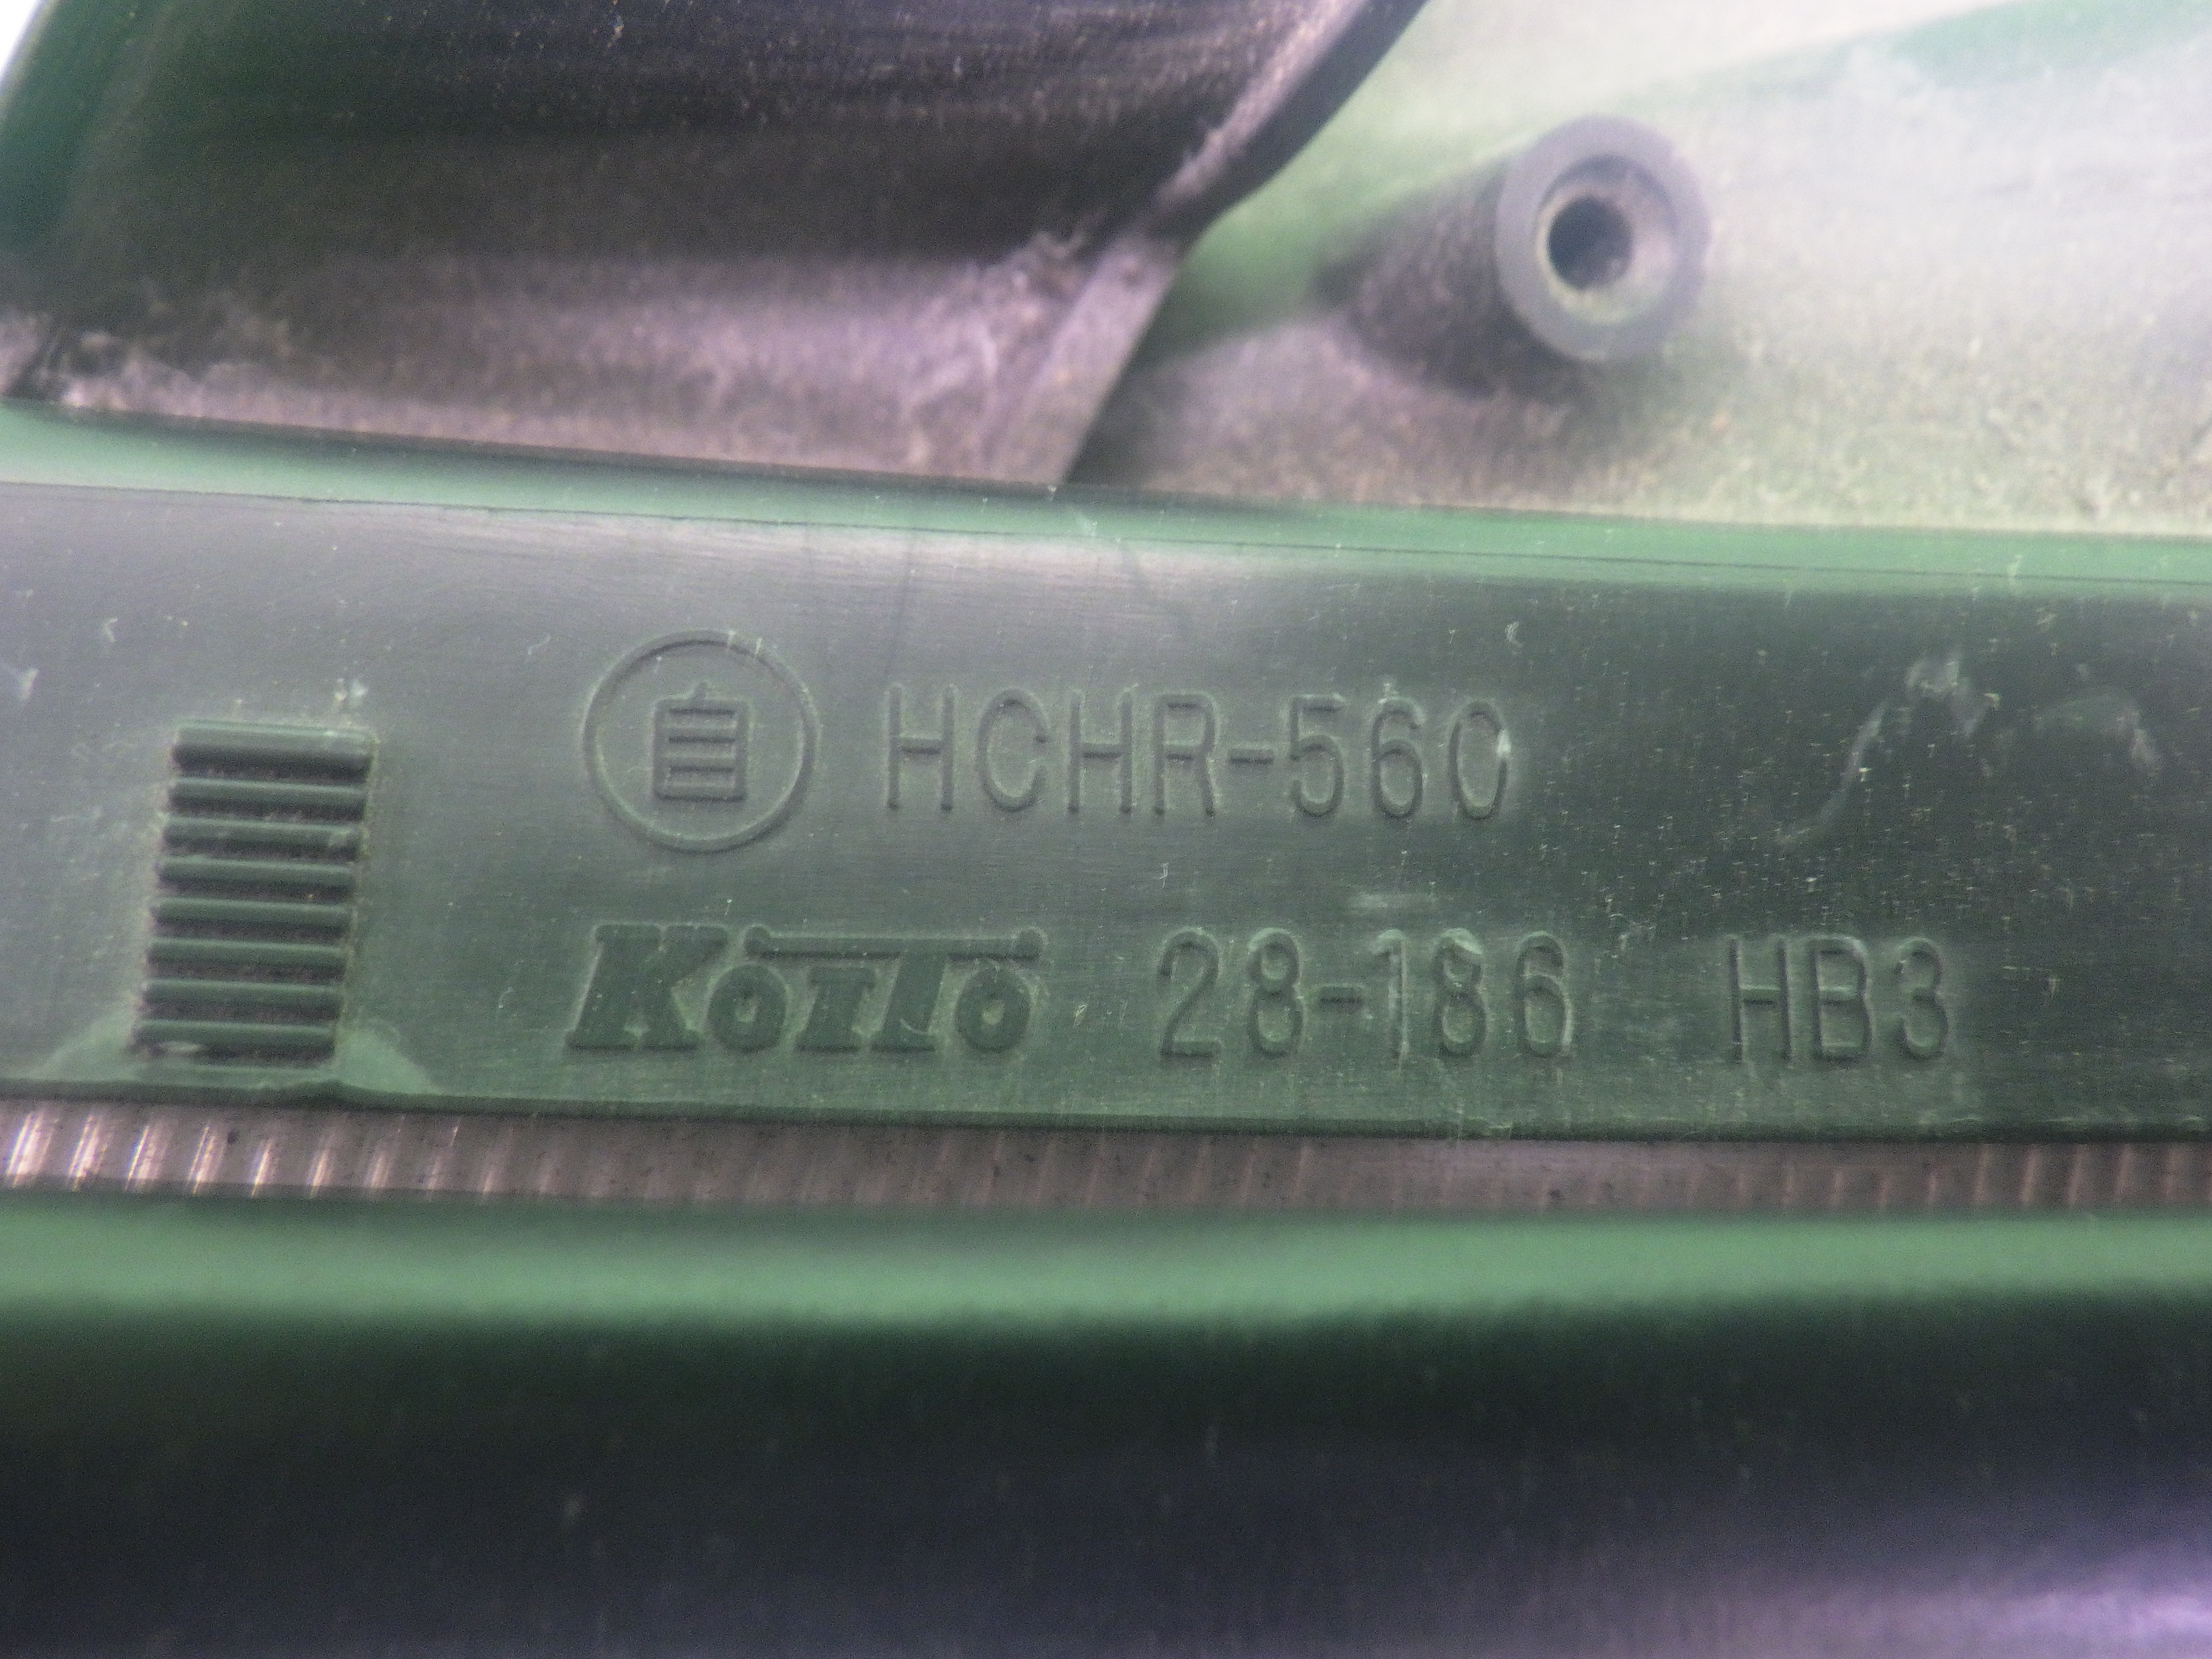 自 HCHR-560
KOITO 28-186 HB3